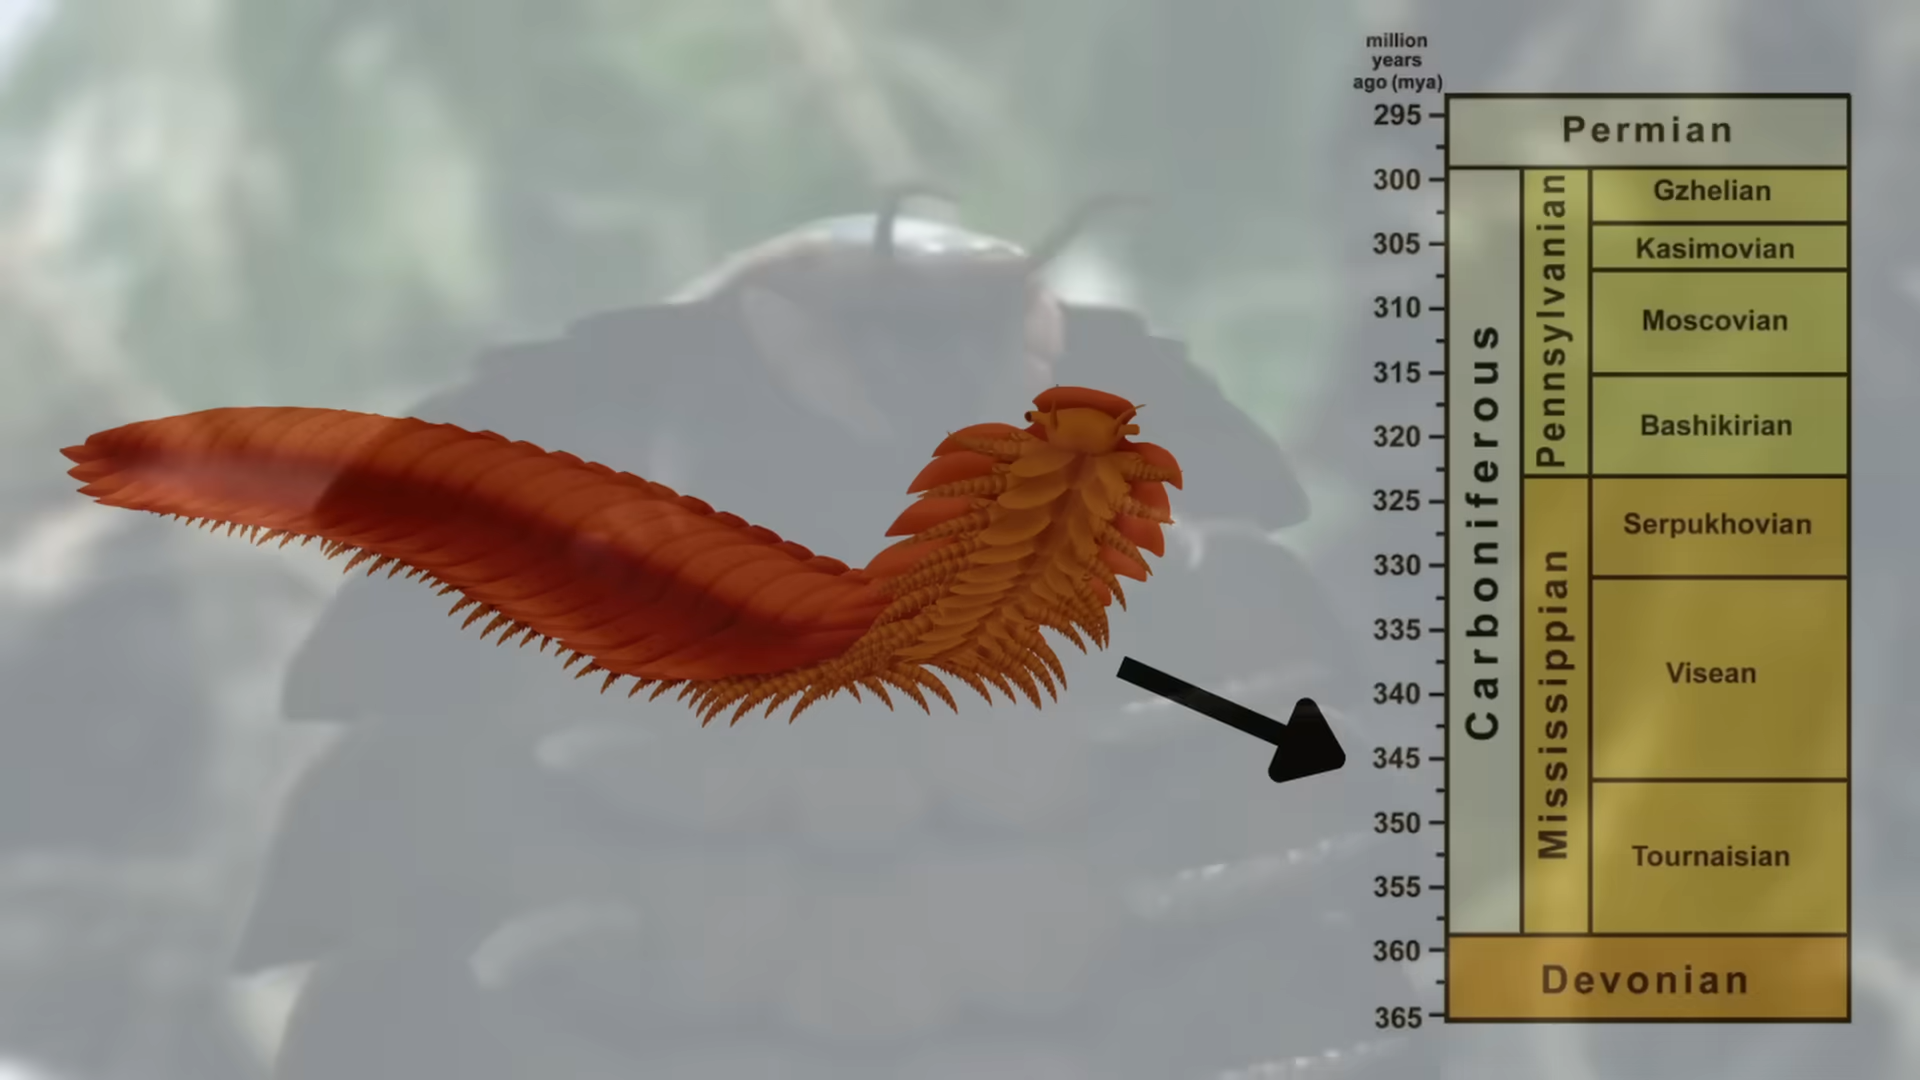 million
years
ago (mya)
295
Permian
300
Gzhelian
305
Kasimovian
310
Moscovian
315
320
Bashikirian
Pennsylvanian
Carboniferous
325
Serpukhovian
330
335
340
Visean
345
350
Mississippian
Tournaisian
355
360
Devonian
365